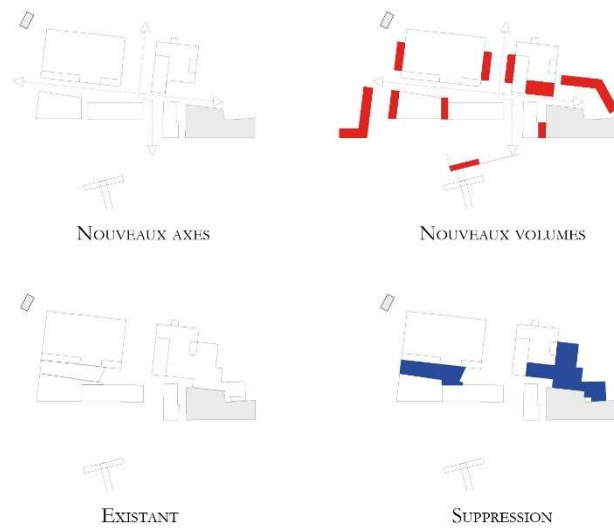 Nouveaux axes
Nouveaux volumes
Existant
Suppression